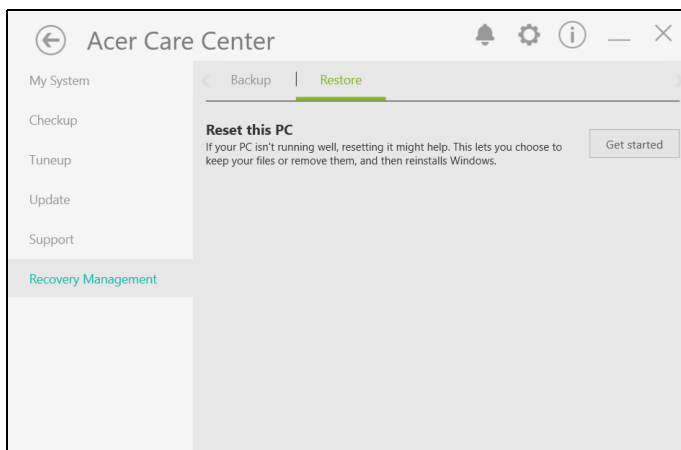 Acer Care Center
My System
Checkup
Tuneup
Update
Support
Recovery Management
Backup
Restore
Reset this PC
If your PC isn't running well, resetting it might help. This lets you choose to
keep your files or remove them, and then reinstalls Windows.
Get started